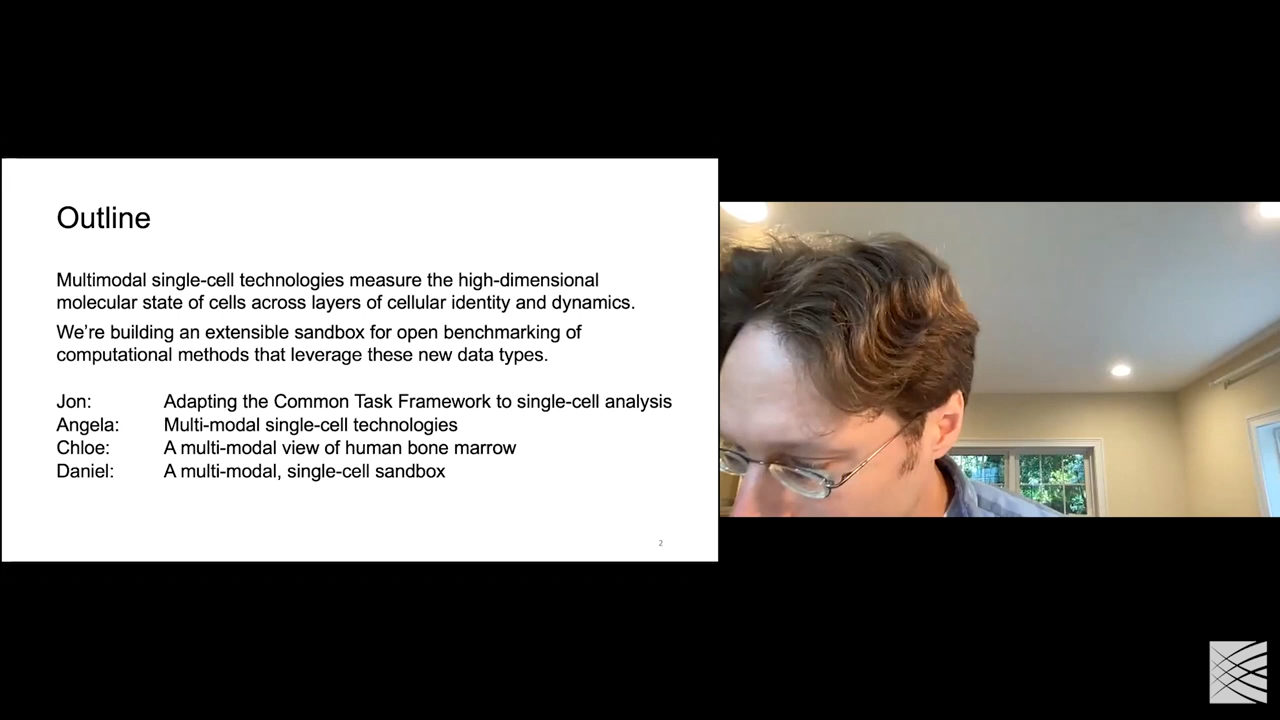 Outline
Multimodal single-cell technologies measure the high-dimensional
molecular state of cells across layers of cellular identity and dynamics.
We're building an extensible sandbox for open benchmarking of
computational methods that leverage these new data types.
Jon: Adapting the Common Task Framework to single-cell analysis
Angela: Multi-modal single-cell technologies
Chloe: A multi-modal view of human bone marrow
Daniel: A multi-modal, single-cell sandbox
2